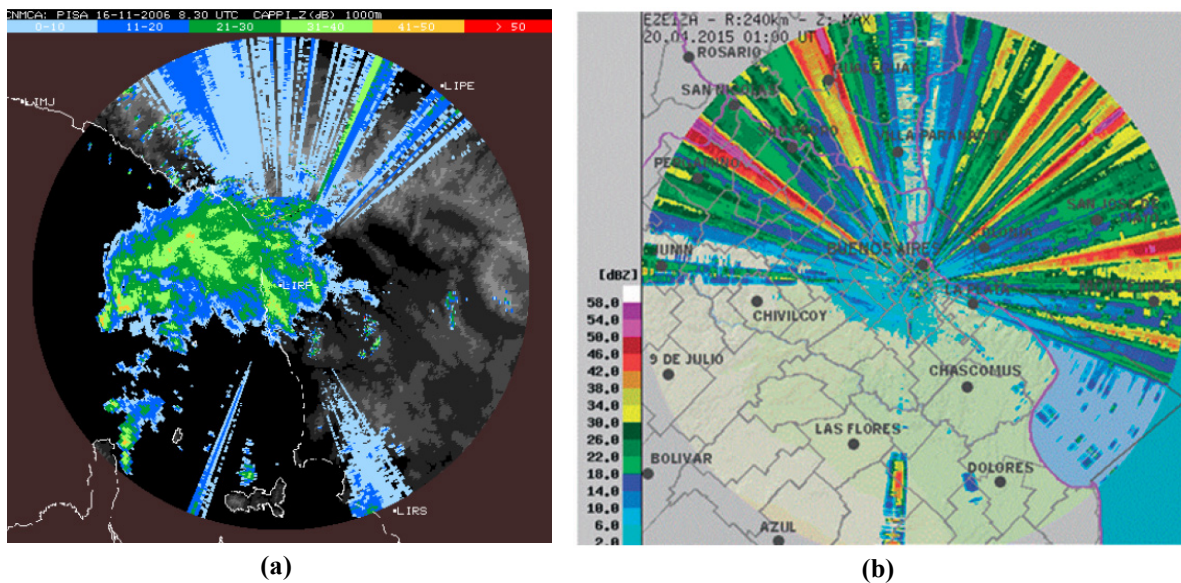 CNMCA: PISA 16-11-2006 8.30 UTC CAPPI_Z(dB) 1000m
0-10 11-20 21-30 31-40 41-50 > 50
LIMJ
LIPE
LIRP
LIRS
(a)
EZEIZA - R:240km - Z: MAX
20.04.2015 01:00 UT
ROSARIO
SAN NICOLAS
VILLA PARANACITO
PERGAMINO
BUENOS AIRES
COLONIA
JUNIN
LA PLATA
[dBZ]
CHIVILCOY
58.0
54.0
50.0
46.0
42.0
38.0
34.0
30.0
26.0
22.0
18.0
14.0
10.0
6.0
2.0
9 DE JULIO
CHASCOMUS
LAS FLORES
BOLIVAR
DOLORES
AZUL
(b)